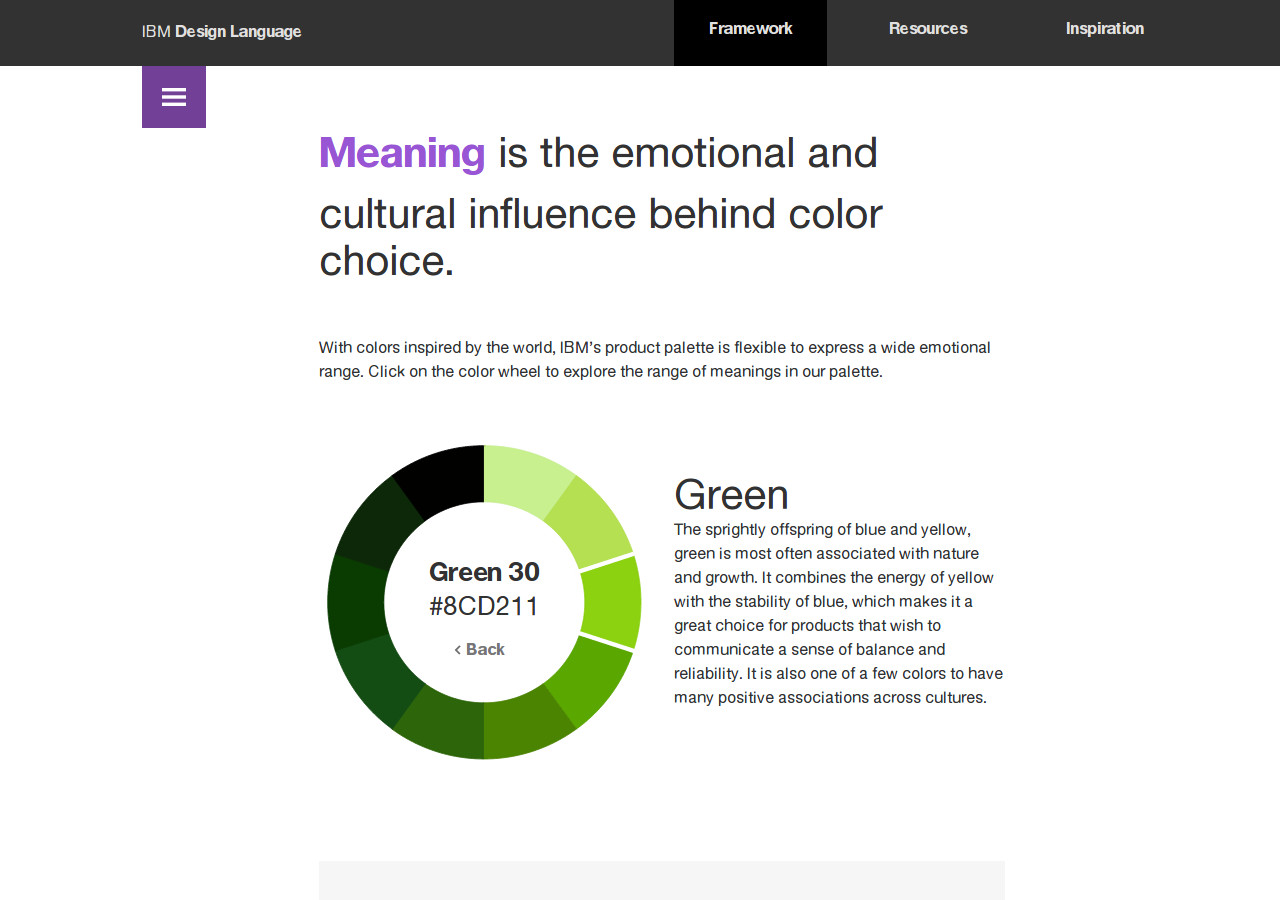 IBM Design Language
Framework
Resources
Inspiration
Meaning is the emotional and
cultural influence behind color
choice.
With colors inspired by the world, IBM’s product palette is flexible to express a wide emotional
range. Click on the color wheel to explore the range of meanings in our palette.
Green 30
#8CD211
‹ Back
Green
The sprightly offspring of blue and yellow,
green is most often associated with nature
and growth. It combines the energy of yellow
with the stability of blue, which makes it a
great choice for products that wish to
communicate a sense of balance and
reliability. It is also one of a few colors to have
many positive associations across cultures.